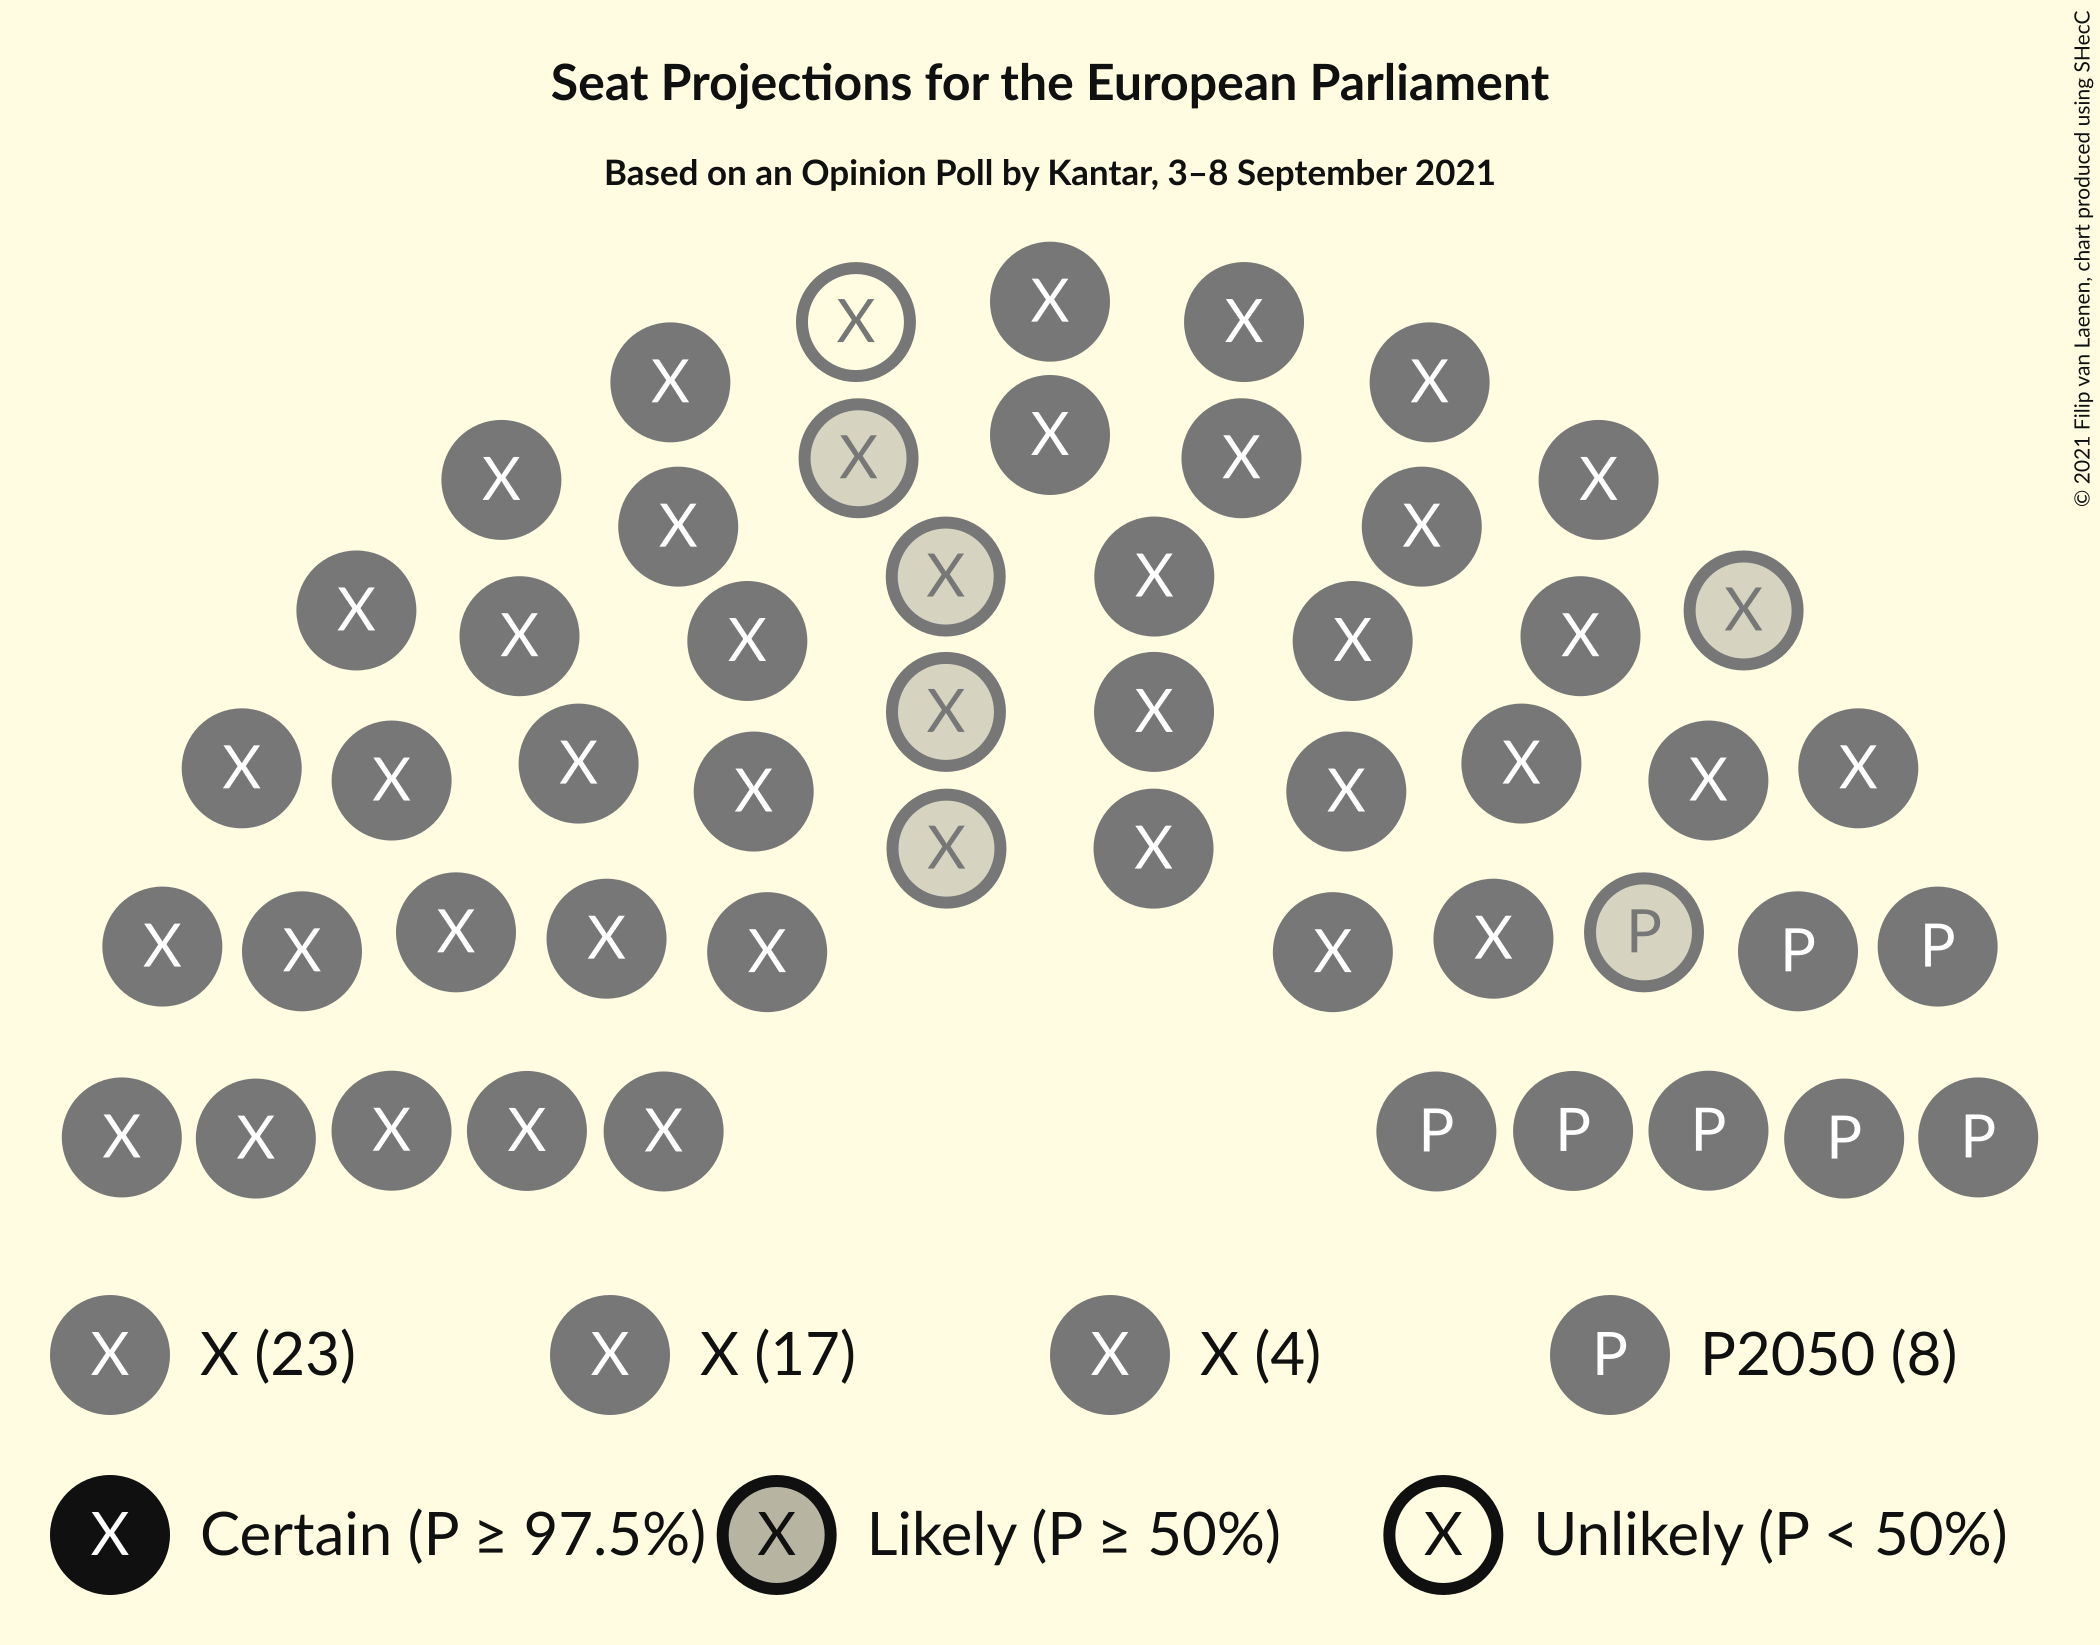 Seat Projections for the European Parliament
Based on an Opinion Poll by Kantar, 3–8 September 2021
© 2021 Filip van Laenen, chart produced using SHecC
X
X X
X X
X
X X
X X
X X
X X
X X
X X
X X
X X X X
X X
X X X X
X X
X X X X
X X
X X X X P
X X P P
X X
X X X P P P
X X P P
X X (23) X X (17) X X (4) P P2050 (8)
X Certain (P ≥ 97.5%) X Likely (P ≥ 50%) X Unlikely (P < 50%)